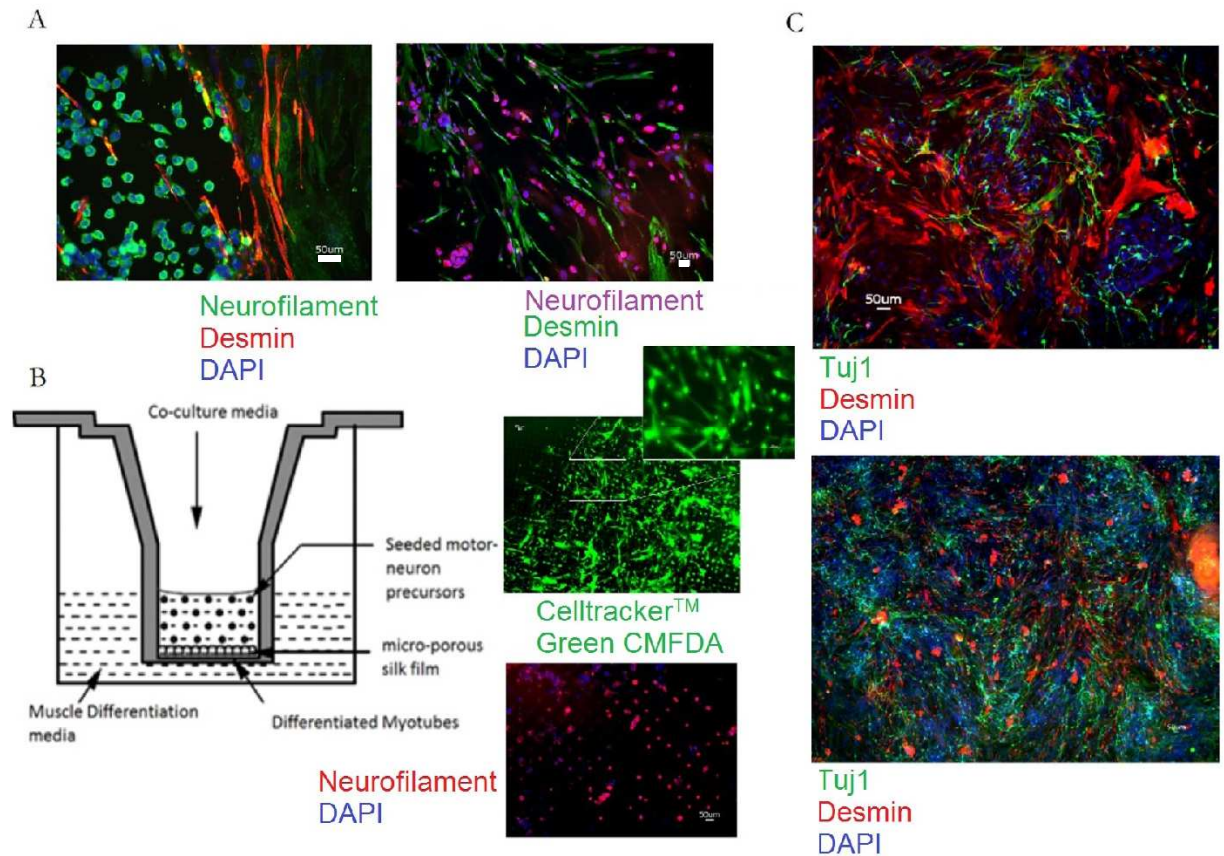 A
50um
50um
Neurofilament
Desmin
DAPI
Neurofilament
Desmin
DAPI
B
Co-culture media
Seeded motor-
neuron
precursors
micro-porous
silk film
Differentiated Myotubes
Muscle Differentiation
media
Celltracker™
Green CMFDA
50um
Neurofilament
DAPI
C
50um
Tuj1
Desmin
DAPI
Tuj1
Desmin
DAPI